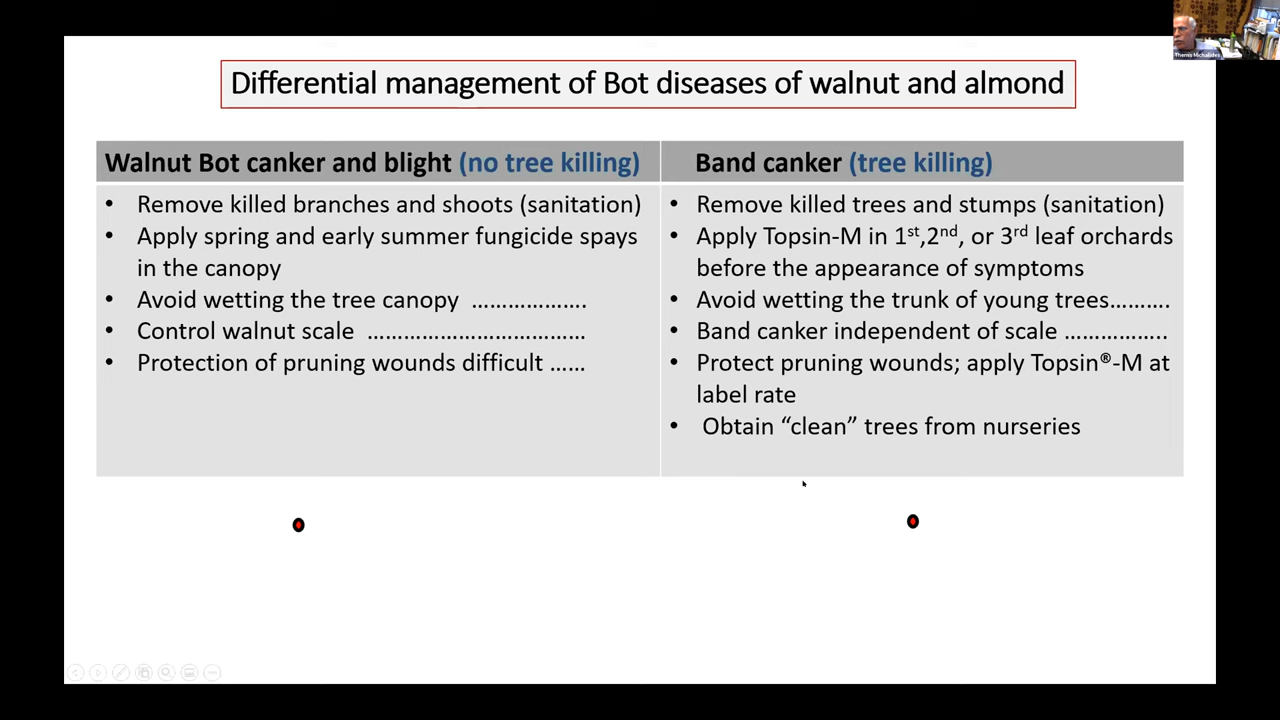 Themis Michailides
Differential management of Bot diseases of walnut and almond
Walnut Bot canker and blight (no tree killing)
• Remove killed branches and shoots (sanitation)
• Apply spring and early summer fungicide spays
in the canopy
• Avoid wetting the tree canopy ……………….
• Control walnut scale ………………………………
• Protection of pruning wounds difficult ……
Band canker (tree killing)
• Remove killed trees and stumps (sanitation)
• Apply Topsin-M in 1st,2nd, or 3rd leaf orchards
before the appearance of symptoms
• Avoid wetting the trunk of young trees……….
• Band canker independent of scale ……………..
• Protect pruning wounds; apply Topsin®-M at
label rate
• Obtain “clean” trees from nurseries